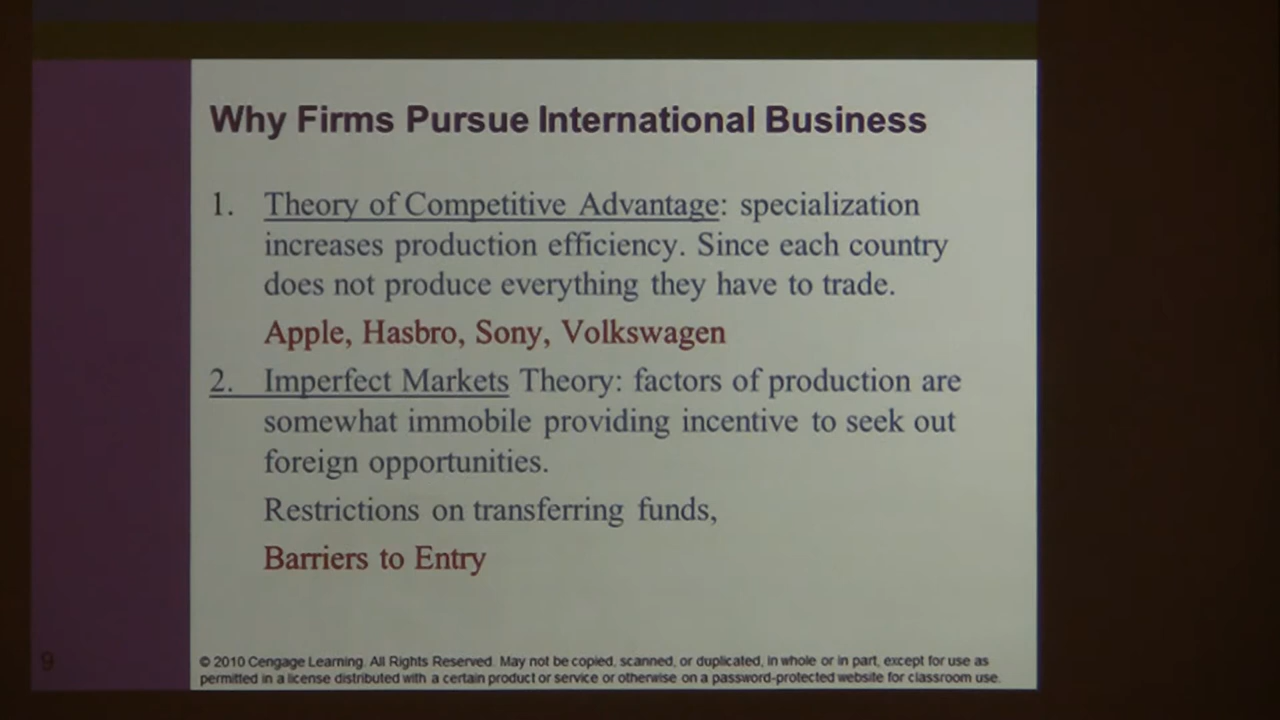 Why Firms Pursue International Business
1. Theory of Competitive Advantage: specialization
increases production efficiency. Since each country
does not produce everything they have to trade.
Apple, Hasbro, Sony, Volkswagen
2. Imperfect Markets Theory: factors of production are
somewhat immobile providing incentive to seek out
foreign opportunities.
Restrictions on transferring funds,
Barriers to Entry
9
© 2010 Cengage Learning. All Rights Reserved. May not be copied, scanned, or duplicated, in whole or in part, except for use as
permitted in a license distributed with a certain product or service or otherwise on a password-protected website for classroom use.